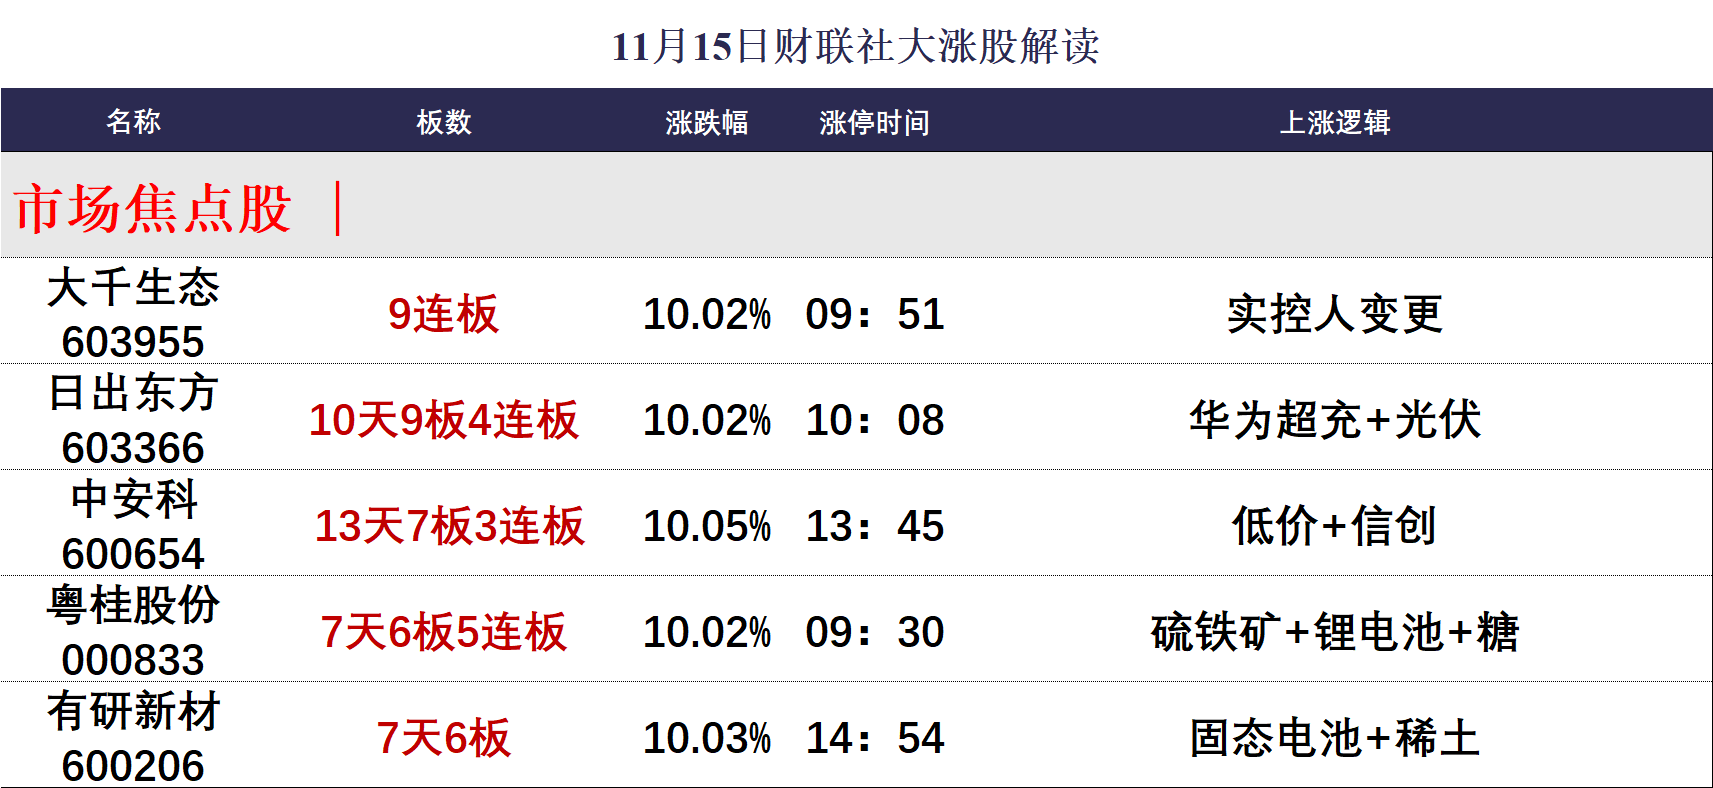 11月15日财联社大涨股解读
名称 板数 涨跌幅 涨停时间 上涨逻辑
市场焦点股 |
大千生态
603955 9连板 10.02% 09：51 实控人变更
日出东方
603366 10天9板4连板 10.02% 10：08 华为超充+光伏
中安科
600654 13天7板3连板 10.05% 13：45 低价+信创
粤桂股份
000833 7天6板5连板 10.02% 09：30 硫铁矿+锂电池+糖
有研新材
600206 7天6板 10.03% 14：54 固态电池+稀土